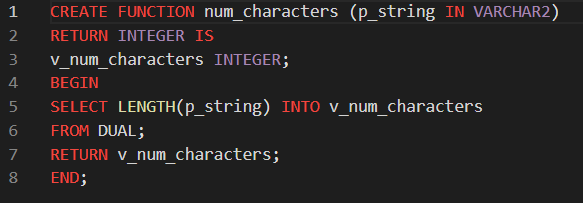 1 CREATE FUNCTION num_characters (p_string IN VARCHAR2)
2 RETURN INTEGER IS
3 v_num_characters INTEGER;
4 BEGIN
5 SELECT LENGTH(p_string) INTO v_num_characters
6 FROM DUAL;
7 RETURN v_num_characters;
8 END;